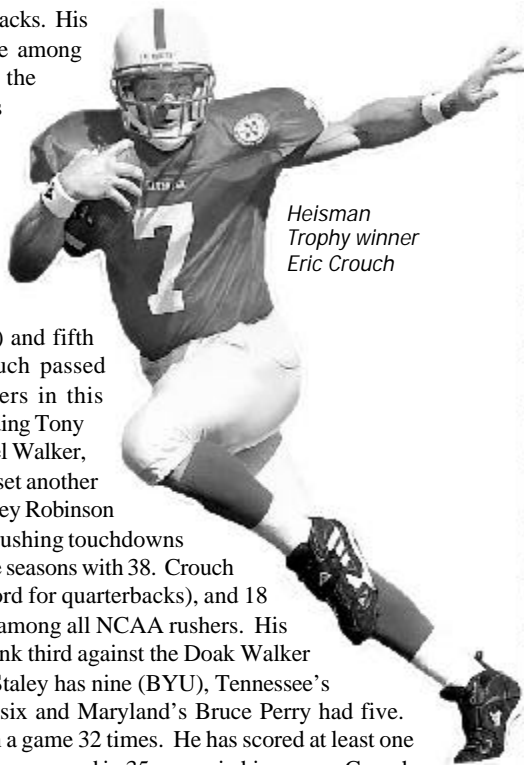 acks. His
e among
the
s
Heisman
Trophy winner
Eric Crouch
) and fifth
uch passed
ers in this
ing Tony
el Walker,
set another
ey Robinson
ushing touchdowns
e seasons with 38. Crouch
ord for quarterbacks), and 18
among all NCAA rushers. His
nk third against the Doak Walker
Staley has nine (BYU), Tennessee's
six and Maryland's Bruce Perry had five.
a game 32 times. He has scored at least one
7